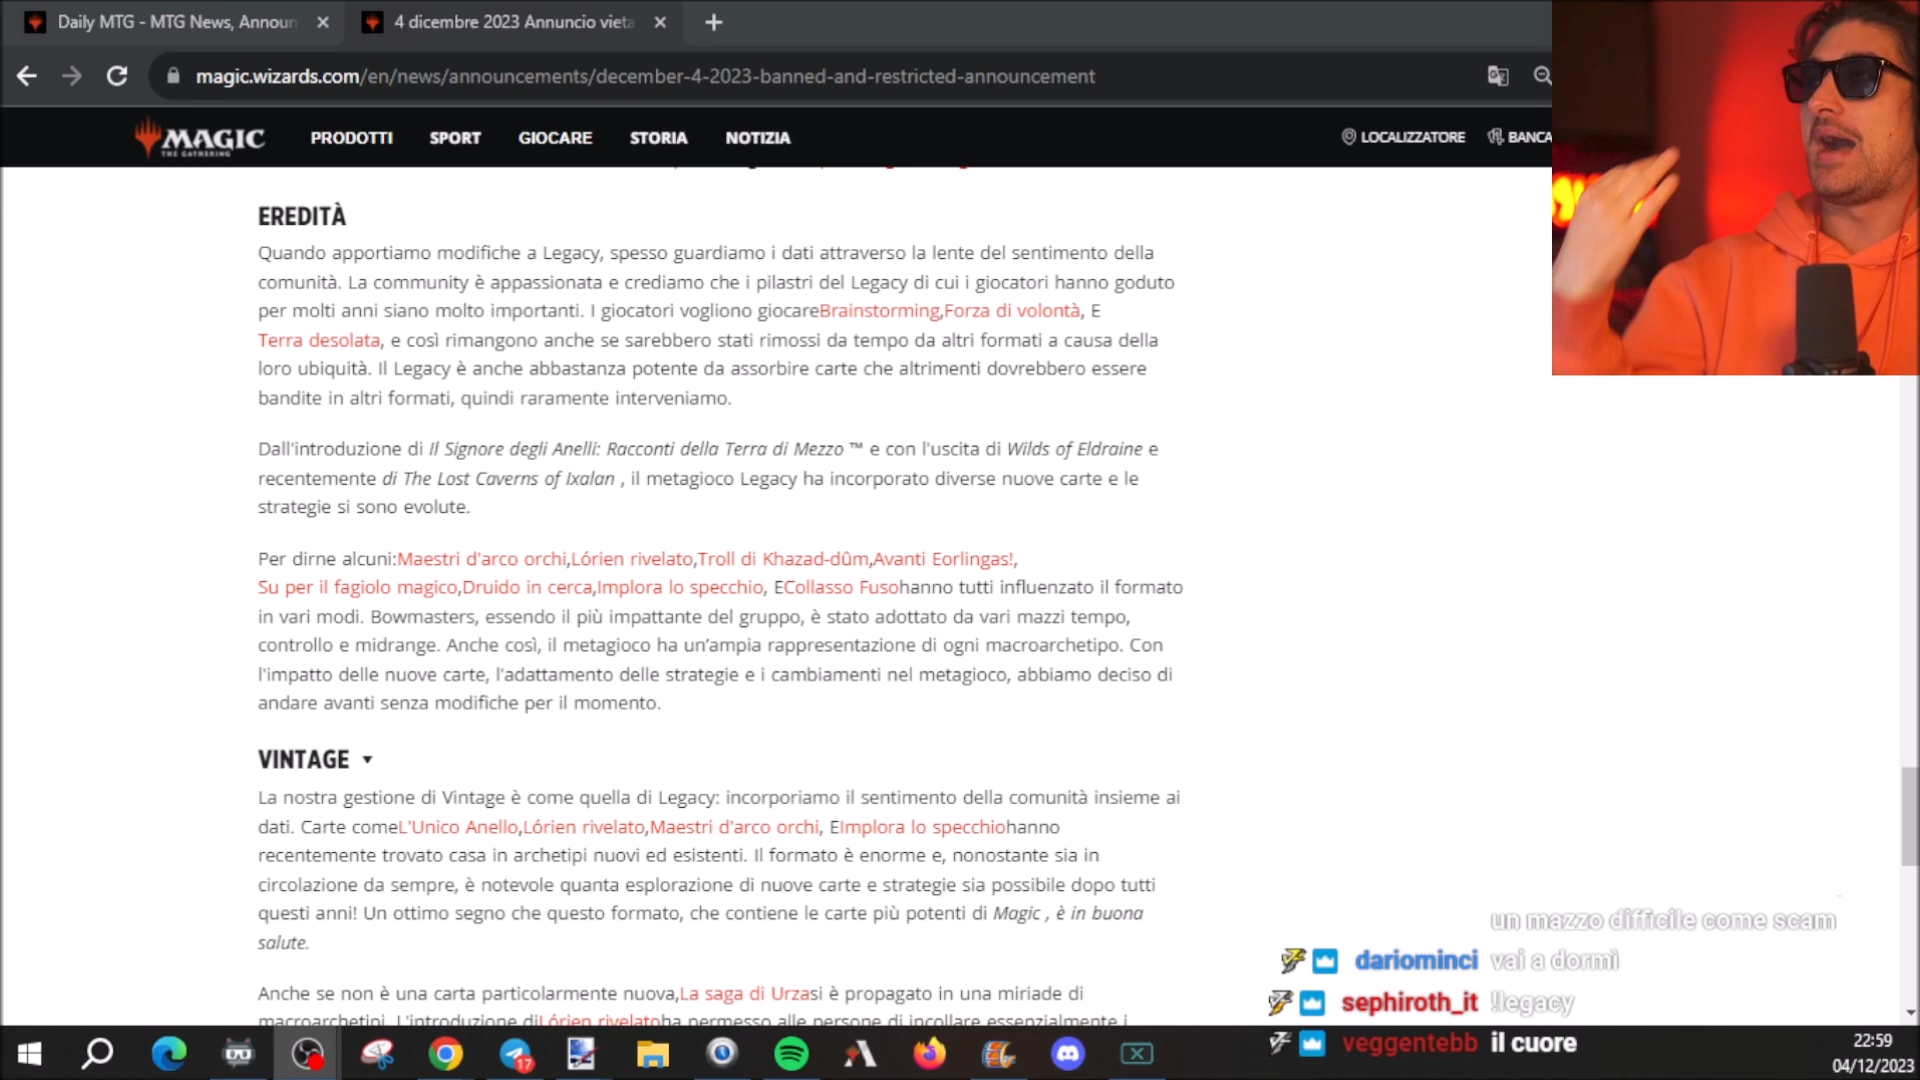 Daily MTG - MTG News, Announ
4 dicembre 2023 Annuncio vieta
magic.wizards.com/en/news/announcements/december-4-2023-banned-and-restricted-announcement
MAGIC
THE GATHERING
PRODOTTI
SPORT
GIOCARE
STORIA
NOTIZIA
LOCALIZZATORE
BANCA
EREDITÀ
Quando apportiamo modifiche a Legacy, spesso guardiamo i dati attraverso la lente del sentimento della
comunità. La community è appassionata e crediamo che i pilastri del Legacy di cui i giocatori hanno goduto
per molti anni siano molto importanti. I giocatori vogliono giocareBrainstorming,Forza di volontà, E
Terra desolata, e così rimangono anche se sarebbero stati rimossi da tempo da altri formati a causa della
loro ubiquità. Il Legacy è anche abbastanza potente da assorbire carte che altrimenti dovrebbero essere
bandite in altri formati, quindi raramente interveniamo.
Dall'introduzione di Il Signore degli Anelli: Racconti della Terra di Mezzo ™ e con l'uscita di Wilds of Eldraine e
recentemente di The Lost Caverns of Ixalan , il metagioco Legacy ha incorporato diverse nuove carte e le
strategie si sono evolute.
Per dirne alcuni:Maestri d'arco orchi,Lórien rivelato,Troll di Khazad-dûm,Avanti Eorlingas!,
Su per il fagiolo magico,Druido in cerca,Implora lo specchio, ECollasso Fusohanno tutti influenzato il formato
in vari modi. Bowmasters, essendo il più impattante del gruppo, è stato adottato da vari mazzi tempo,
controllo e midrange. Anche così, il metagioco ha un'ampia rappresentazione di ogni macroarchetipo. Con
l'impatto delle nuove carte, l'adattamento delle strategie e i cambiamenti nel metagioco, abbiamo deciso di
andare avanti senza modifiche per il momento.
VINTAGE
La nostra gestione di Vintage è come quella di Legacy: incorporiamo il sentimento della comunità insieme ai
dati. Carte comeL'Unico Anello,Lórien rivelato,Maestri d'arco orchi, EImplora lo specchiohanno
recentemente trovato casa in archetipi nuovi ed esistenti. Il formato è enorme e, nonostante sia in
circolazione da sempre, è notevole quanta esplorazione di nuove carte e strategie sia possibile dopo tutti
questi anni! Un ottimo segno che questo formato, che contiene le carte più potenti di Magic , è in buona
salute.
Anche se non è una carta particolarmente nuova,La saga di Urzasi è propagato in una miriade di
macroarchetipi. L'introduzione diLórien rivelatoha permesso alle persone di incollare essenzialmente i
un mazzo difficile come scam
dariominci vai a dormì
sephiroth_it !legacy
veggentebb il cuore
17
22:59
04/12/2023